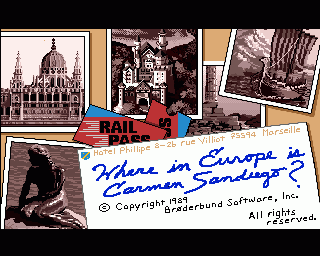 RAIL
PASS
Hotel Phillipe 8-26 rue Villiot 75594 Marseille
Where in Europe is
Carmen Sandiego?
© Copyright 1989
Brøderbund Software, Inc.
All rights
reserved.